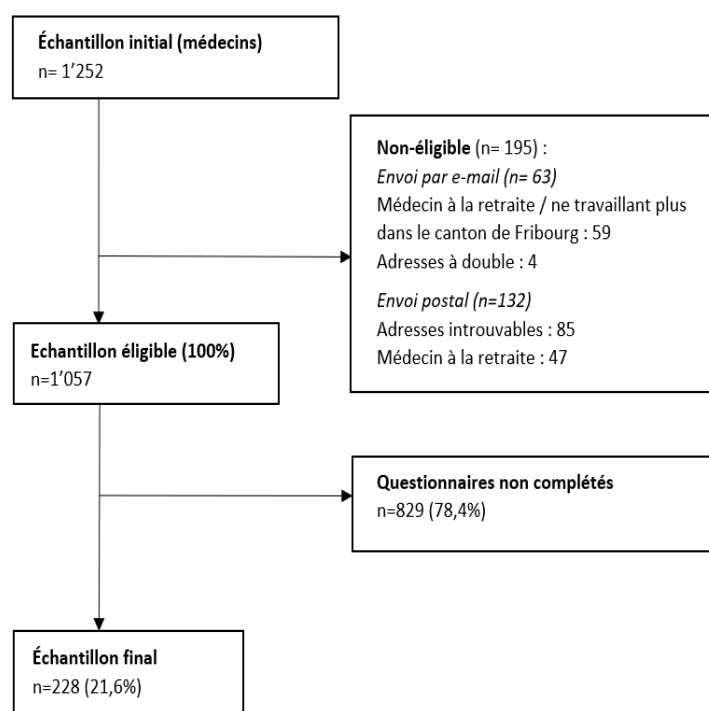 Échantillon initial (médecins)
n= 1’252
Non-éligible (n= 195) :
Envoi par e-mail (n= 63)
Médecin à la retraite / ne travaillant plus
dans le canton de Fribourg : 59
Adresses à double : 4
Envoi postal (n=132)
Adresses introuvables : 85
Médecin à la retraite : 47
Echantillon éligible (100%)
n=1’057
Questionnaires non complétés
n=829 (78,4%)
Échantillon final
n=228 (21,6%)